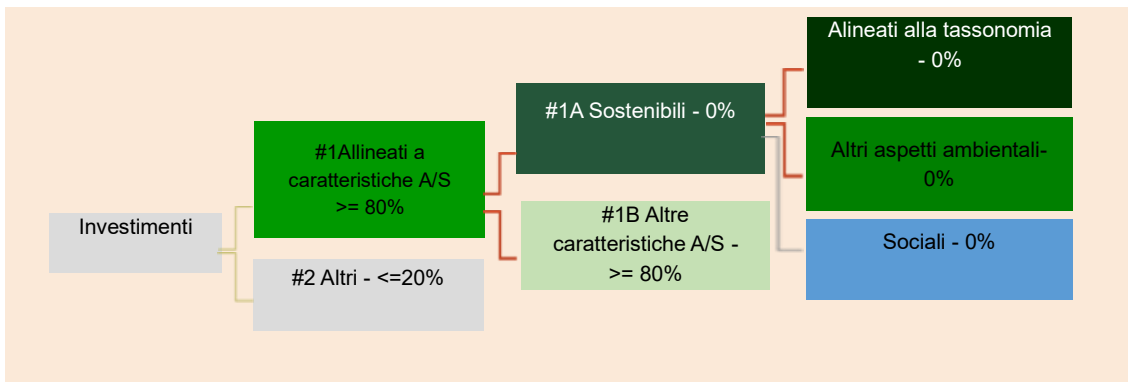 Investimenti
#1Allineati a
caratteristiche A/S
>= 80%
#2 Altri - <=20%
#1A Sostenibili - 0%
#1B Altre
caratteristiche A/S -
>= 80%
Alineati alla tassonomia
- 0%
Altri aspetti ambientali-
0%
Sociali - 0%